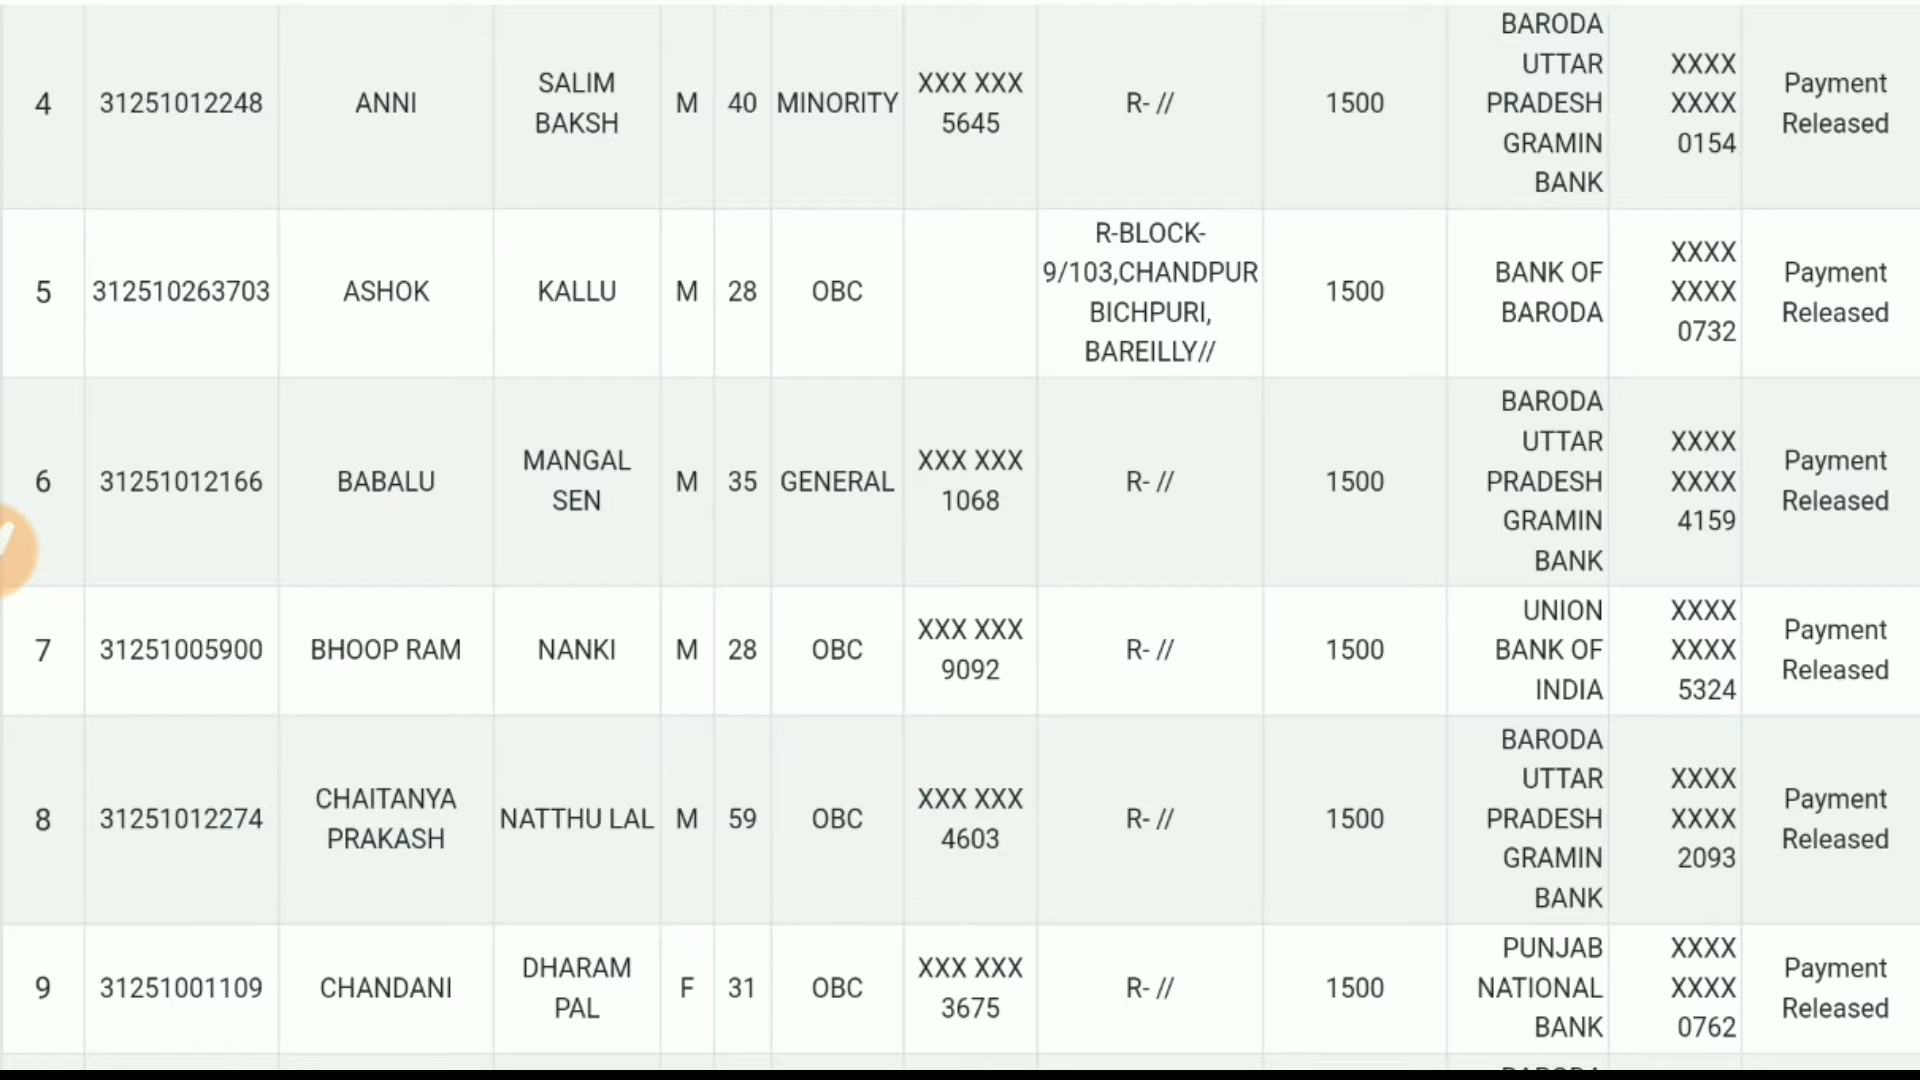 4 31251012248 ANNI SALIM BAKSH M 40 MINORITY XXX XXX 5645 R- // 1500 BARODA UTTAR PRADESH GRAMIN BANK XXXX XXXX 0154 Payment Released
5 312510263703 ASHOK KALLU M 28 OBC R-BLOCK-9/103,CHANDPUR BICHPURI, BAREILLY// 1500 BANK OF BARODA XXXX XXXX 0732 Payment Released
6 31251012166 BABALU MANGAL SEN M 35 GENERAL XXX XXX 1068 R- // 1500 BARODA UTTAR PRADESH GRAMIN BANK XXXX XXXX 4159 Payment Released
7 31251005900 BHOOP RAM NANKI M 28 OBC XXX XXX 9092 R- // 1500 UNION BANK OF INDIA XXXX XXXX 5324 Payment Released
8 31251012274 CHAITANYA PRAKASH NATTHU LAL M 59 OBC XXX XXX 4603 R- // 1500 BARODA UTTAR PRADESH GRAMIN BANK XXXX XXXX 2093 Payment Released
9 31251001109 CHANDANI DHARAM PAL F 31 OBC XXX XXX 3675 R- // 1500 PUNJAB NATIONAL BANK XXXX XXXX 0762 Payment Released